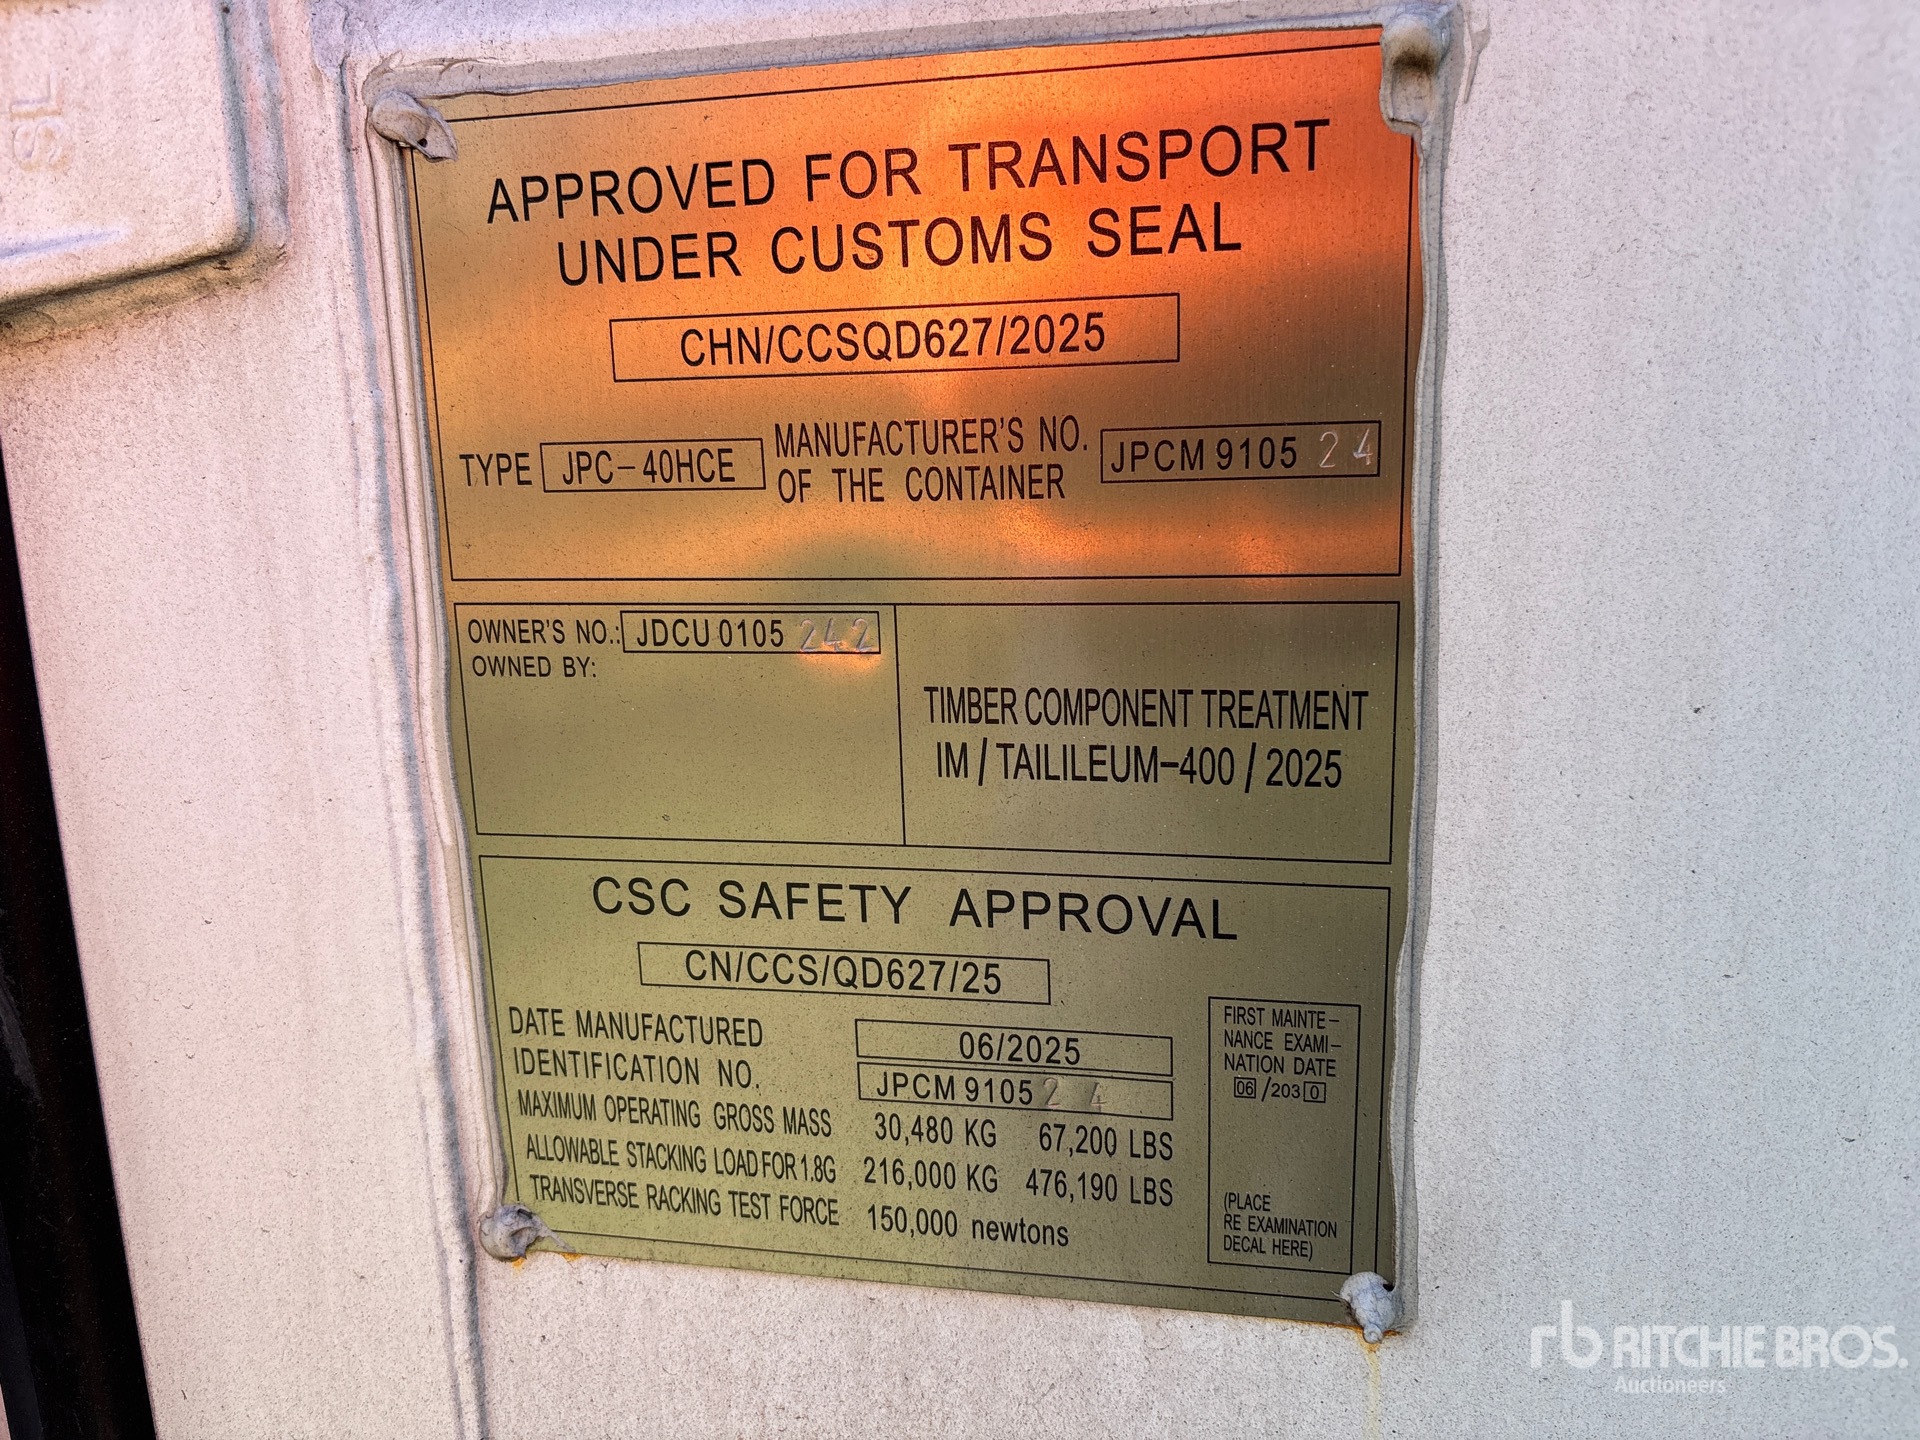 SL
APPROVED FOR TRANSPORT
UNDER CUSTOMS SEAL
CHN/CCSQD627/2025
TYPE JPC-40HCE MANUFACTURER'S NO. OF THE CONTAINER JPCM 9105 24
OWNER'S NO.: JDCU 0105 242
OWNED BY:
TIMBER COMPONENT TREATMENT
IM / TAILILEUM-400 / 2025
CSC SAFETY APPROVAL
CN/CCS/QD627/25
DATE MANUFACTURED 06/2025
IDENTIFICATION NO. JPCM 9105 24
MAXIMUM OPERATING GROSS MASS 30,480 KG 67,200 LBS
ALLOWABLE STACKING LOAD FOR 1.8G 216,000 KG 476,190 LBS
TRANSVERSE RACKING TEST FORCE 150,000 newtons
FIRST MAINTE-
NANCE EXAMI-
NATION DATE
06/2030
(PLACE
RE EXAMINATION
DECAL HERE)
rb RITCHIE BROS.
Auctioneers